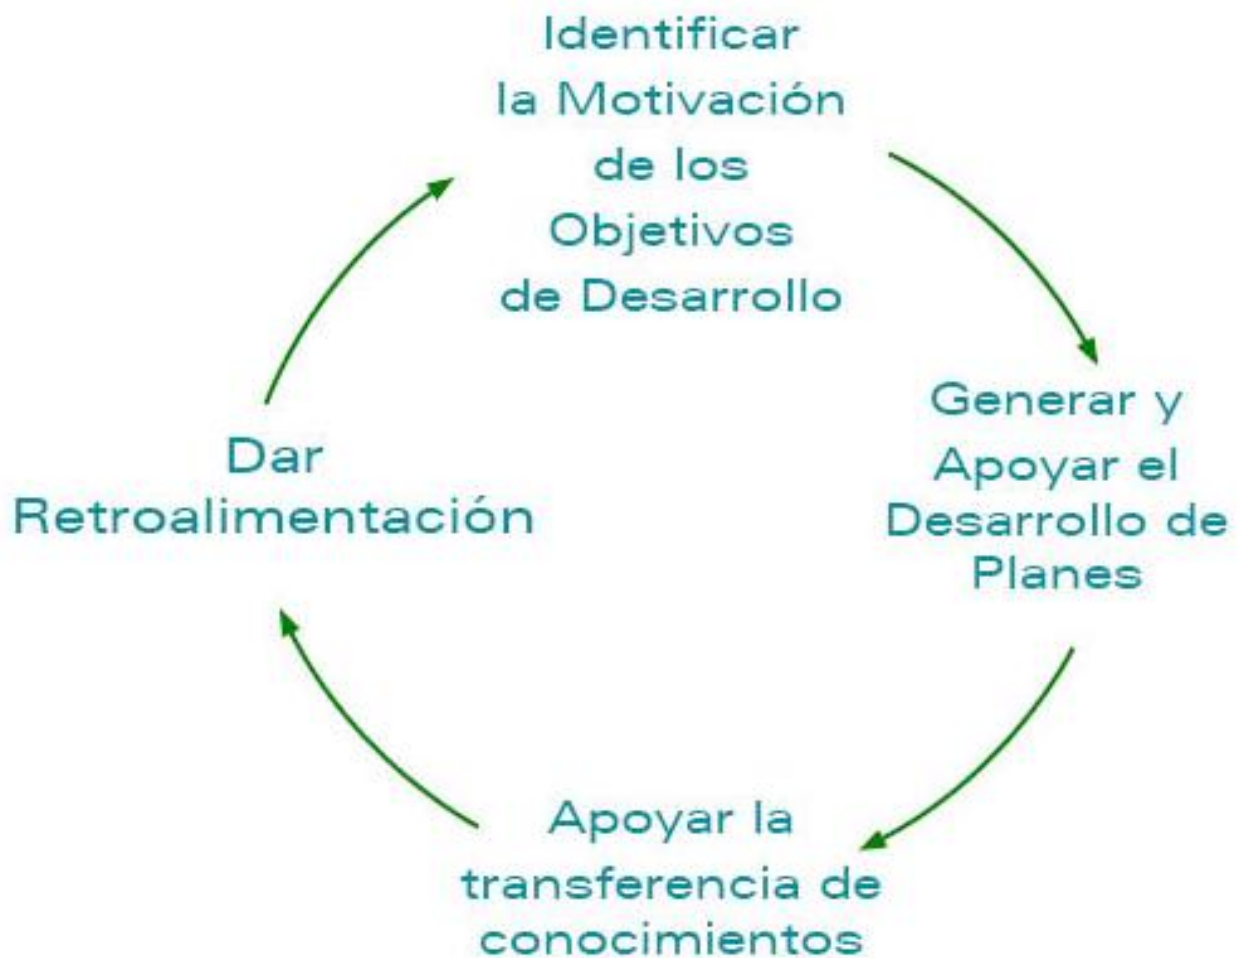 Identificar
la Motivación
de los
Objetivos
de Desarrollo
Generar y
Apoyar el
Desarrollo de
Planes
Apoyar la
transferencia de
conocimientos
Dar
Retroalimentación